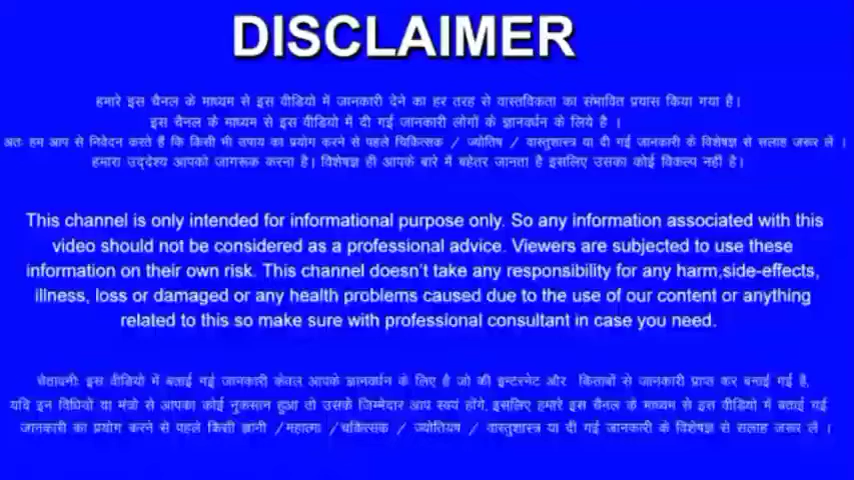 DISCLAIMER
हमारे इस चैनल के माध्यम से इस वीडियो में जानकारी देने का हर तरह से वास्तविकता का संभावित प्रयास किया गया है।
इस चैनल के माध्यम से इस वीडियो में दी गई जानकारी लोगों के ज्ञानवर्धन के लिये है ।
अतः हम आप से निवेदन करते हैं कि किसी भी उपाय का प्रयोग करने से पहले चिकित्सक / ज्योतिष / वास्तुशास्त्र या दी गई जानकारी के विशेषज्ञ से सलाह जरूर लें ।
हमारा उद्देश्य आपको जागरूक करना है। विशेषज्ञ ही आपके बारे में बेहतर जानता है इसलिए उसका कोई विकल्प नहीं है।
This channel is only intended for informational purpose only. So any information associated with this
video should not be considered as a professional advice. Viewers are subjected to use these
information on their own risk. This channel doesn't take any responsibility for any harm,side-effects,
illness, loss or damaged or any health problems caused due to the use of our content or anything
related to this so make sure with professional consultant in case you need.
चेतावनीः इस वीडियो में बताई गई जानकारी केवल आपके ज्ञानवर्धन के लिए है जो की इन्टरनेट और किताबों से जानकारी प्राप्त कर बनाई गई है,
यदि इन विधियों या मंत्रो से आपका कोई नुकसान हुआ तो उसके जिम्मेदार आप स्वयं होंगे, इसलिए हमारे इस चैनल के माध्यम से इस वीडियो में बताई गई
जानकारी का प्रयोग करने से पहले किसी ज्ञानी /महात्मा /चकित्सक / ज्योतियष / वास्तुशास्त्र या दी गई जानकारी के विशेषज्ञ से सलाह जरूर लें ।